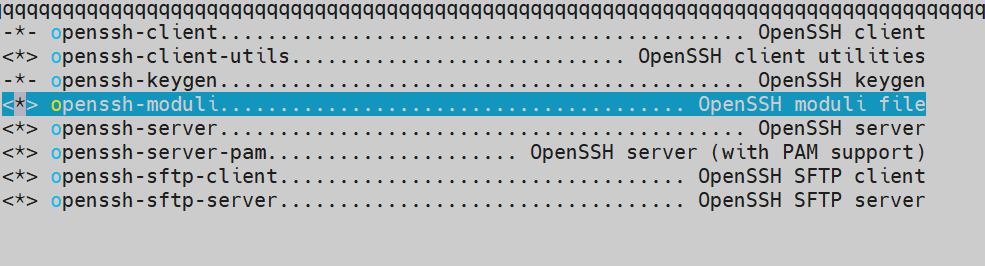 qqqqqqqqqqqqqqqqqqqqqqqqqqqqqqqqqqqqqqqqqqqqqqqqqqqqqqqqqqqqqqqqqqqqqqqqqqqqqqqqqq
-*- openssh-client............................................ OpenSSH client
<*> openssh-client-utils............................ OpenSSH client utilities
-*- openssh-keygen............................................. OpenSSH keygen
<*> openssh-moduli....................................... OpenSSH moduli file
<*> openssh-server............................................ OpenSSH server
<*> openssh-server-pam..................... OpenSSH server (with PAM support)
<*> openssh-sftp-client.................................. OpenSSH SFTP client
<*> openssh-sftp-server.................................. OpenSSH SFTP server